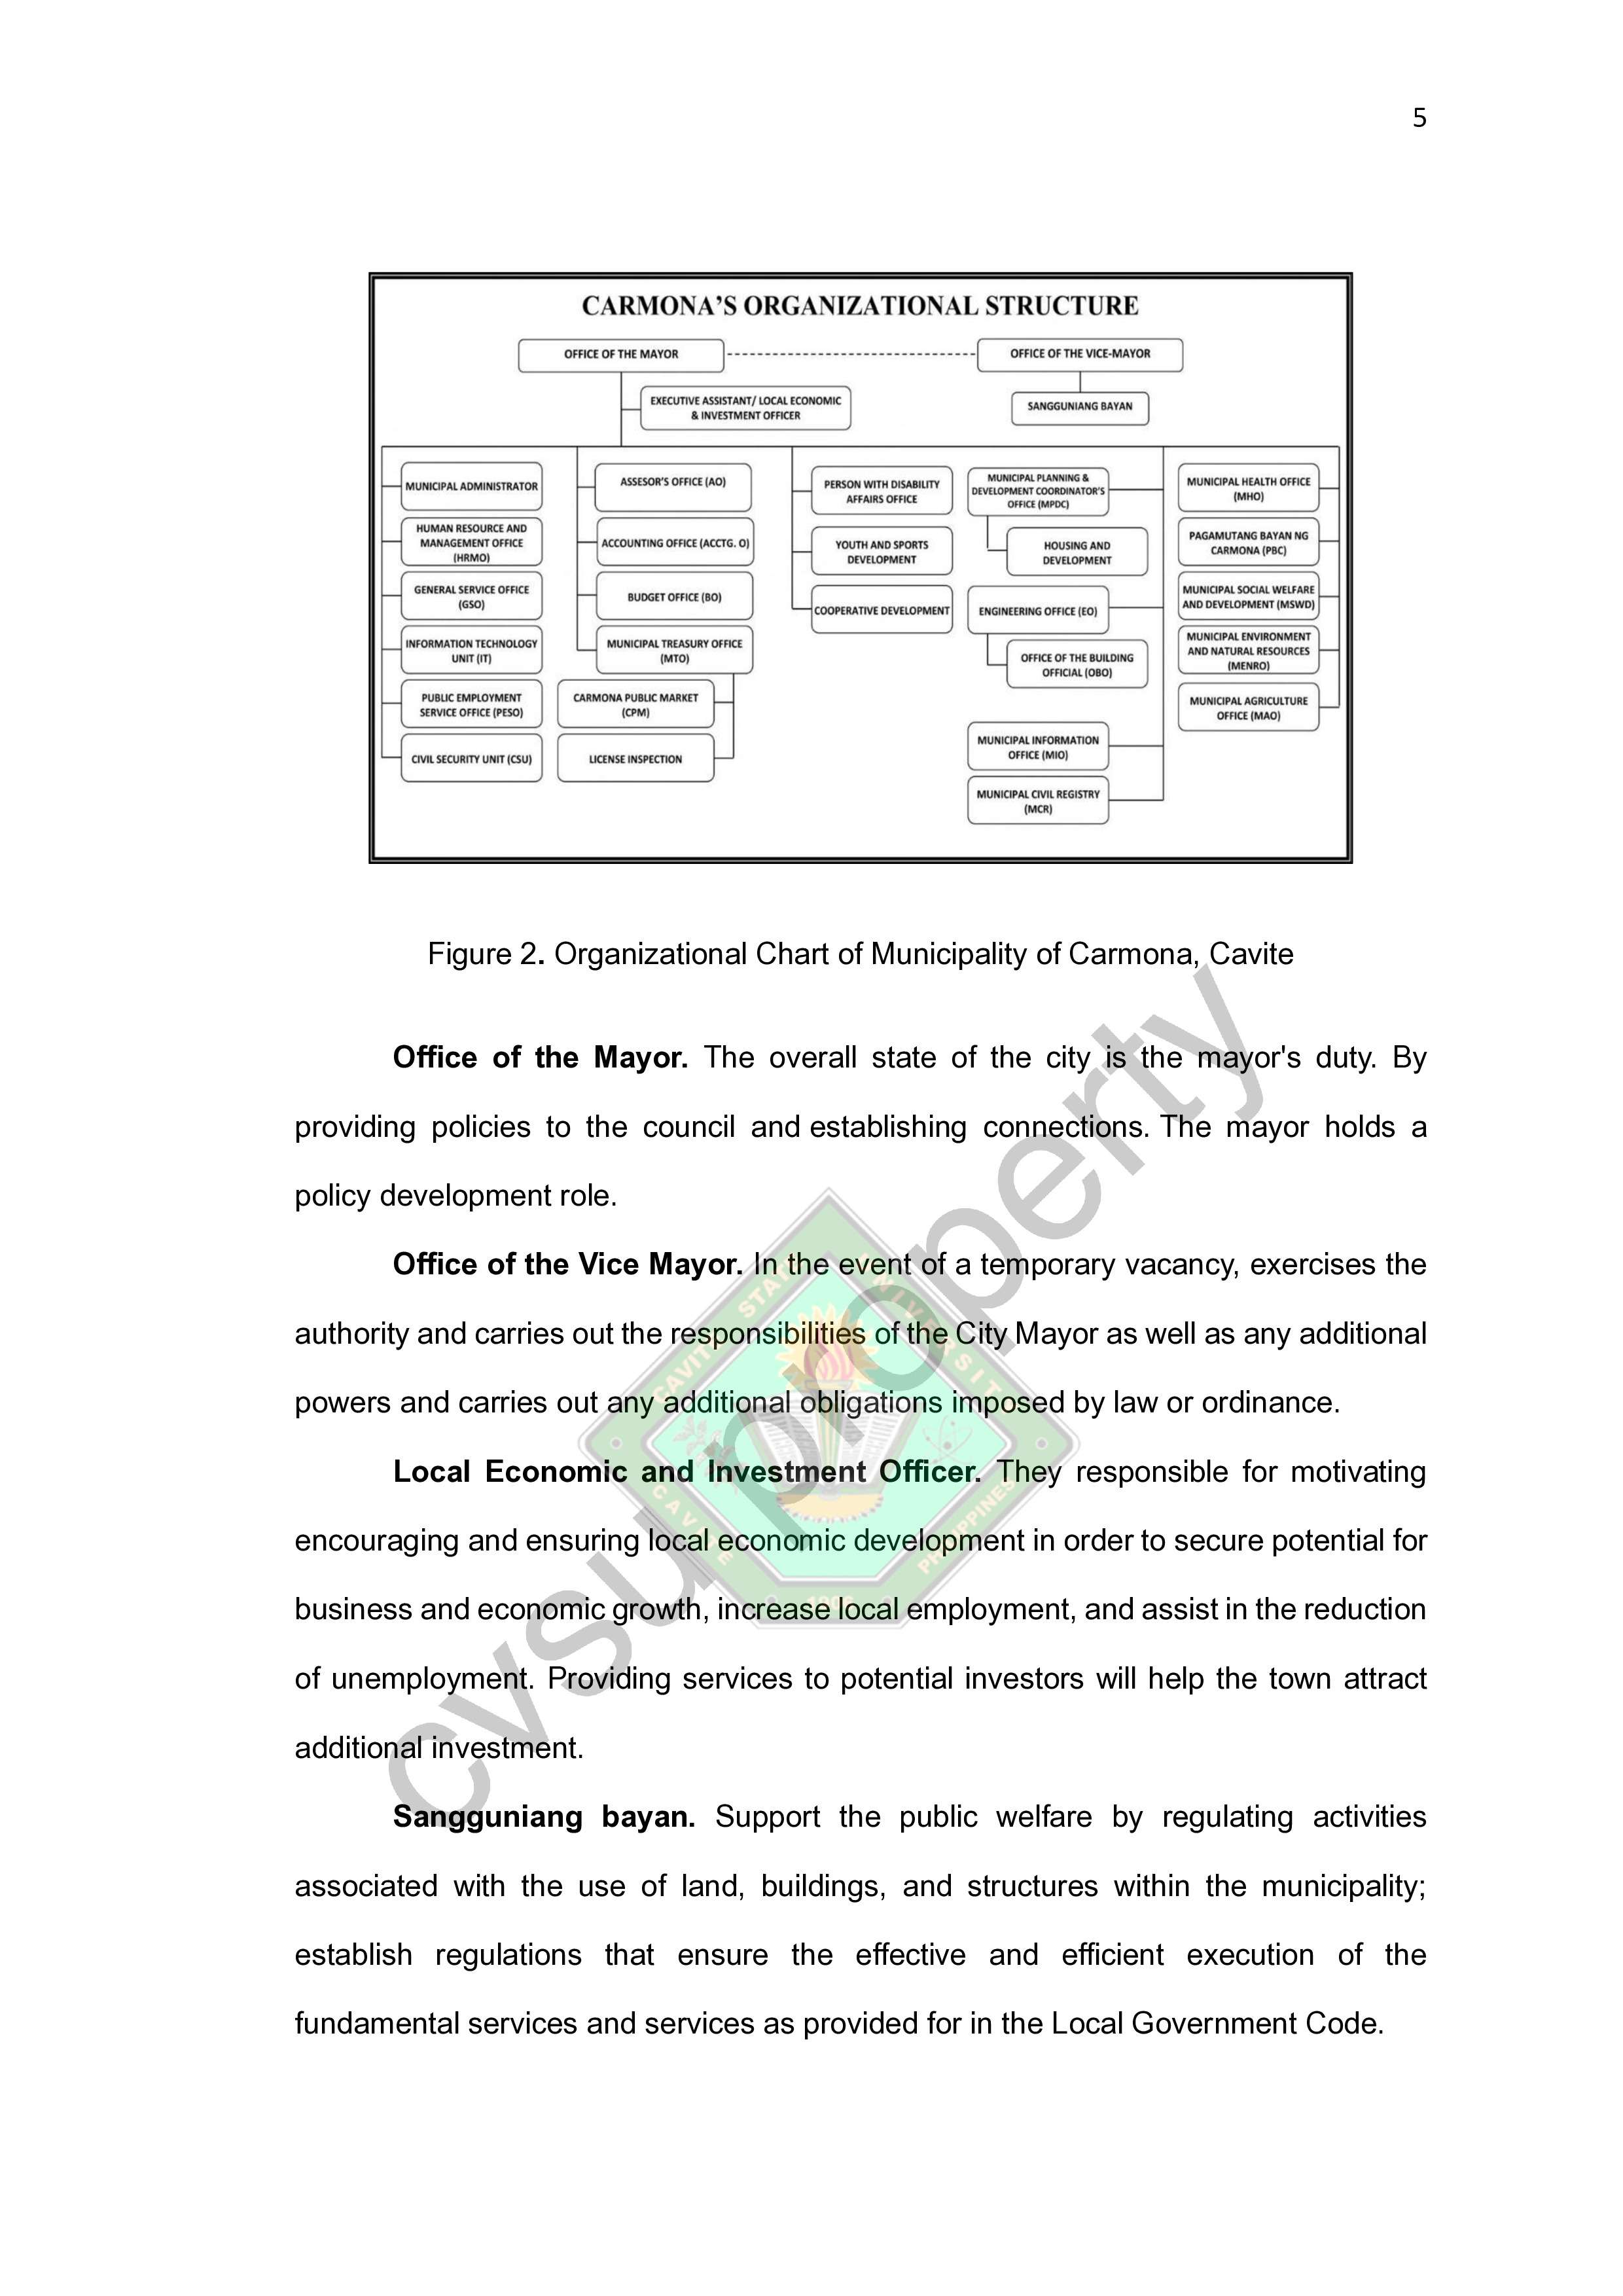 5
CARMONA'S ORGANIZATIONAL STRUCTURE
OFFICE OF THE MAYOR
OFFICE OF THE VICE-MAYOR
EXECUTIVE ASSISTANT/ LOCAL ECONOMIC
& INVESTMENT OFFICER
SANGGUNIANG BAYAN
MUNICIPAL ADMINISTRATOR
HUMAN RESOURCE AND
MANAGEMENT OFFICE
(HRMO)
GENERAL SERVICE OFFICE
(GSO)
INFORMATION TECHNOLOGY
UNIT (IT)
PUBLIC EMPLOYMENT
SERVICE OFFICE (PESO)
CIVIL SECURITY UNIT (CSU)
ASSESOR'S OFFICE (AO)
ACCOUNTING OFFICE (ACCTG. O)
BUDGET OFFICE (BO)
MUNICIPAL TREASURY OFFICE
(MTO)
CARMONA PUBLIC MARKET
(CPM)
LICENSE INSPECTION
PERSON WITH DISABILITY
AFFAIRS OFFICE
YOUTH AND SPORTS
DEVELOPMENT
COOPERATIVE DEVELOPMENT
MUNICIPAL PLANNING &
DEVELOPMENT COORDINATOR'S
OFFICE (MPDC)
HOUSING AND
DEVELOPMENT
ENGINEERING OFFICE (EO)
OFFICE OF THE BUILDING
OFFICIAL (OBO)
MUNICIPAL INFORMATION
OFFICE (MIO)
MUNICIPAL CIVIL REGISTRY
(MCR)
MUNICIPAL HEALTH OFFICE
(MHO)
PAGAMUTANG BAYAN NG
CARMONA (PBC)
MUNICIPAL SOCIAL WELFARE
AND DEVELOPMENT (MSWD)
MUNICIPAL ENVIRONMENT
AND NATURAL RESOURCES
(MENRO)
MUNICIPAL AGRICULTURE
OFFICE (MAO)
Figure 2. Organizational Chart of Municipality of Carmona, Cavite
Office of the Mayor. The overall state of the city is the mayor's duty. By
providing policies to the council and establishing connections. The mayor holds a
policy development role.
Office of the Vice Mayor. In the event of a temporary vacancy, exercises the
authority and carries out the responsibilities of the City Mayor as well as any additional
powers and carries out any additional obligations imposed by law or ordinance.
Local Economic and Investment Officer. They responsible for motivating
encouraging and ensuring local economic development in order to secure potential for
business and economic growth, increase local employment, and assist in the reduction
of unemployment. Providing services to potential investors will help the town attract
additional investment.
Sangguniang bayan. Support the public welfare by regulating activities
associated with the use of land, buildings, and structures within the municipality;
establish regulations that ensure the effective and efficient execution of the
fundamental services and services as provided for in the Local Government Code.
cvsu property
CAVITE STATE UNIVERSITY
CAVITE PHILIPPINES
1906